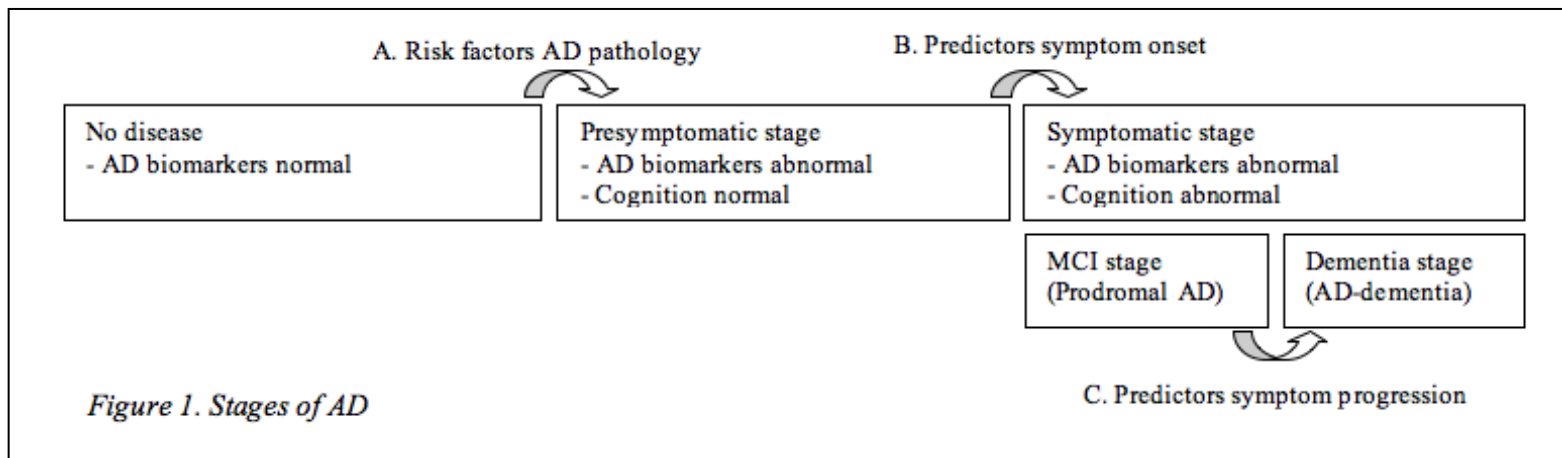 A. Risk factors AD pathology
B. Predictors symptom onset
No disease
- AD biomarkers normal
Presymptomatic stage
- AD biomarkers abnormal
- Cognition normal
Symptomatic stage
- AD biomarkers abnormal
- Cognition abnormal
MCI stage
(Prodromal AD)
Dementia stage
(AD-dementia)
C. Predictors symptom progression
Figure 1. Stages of AD